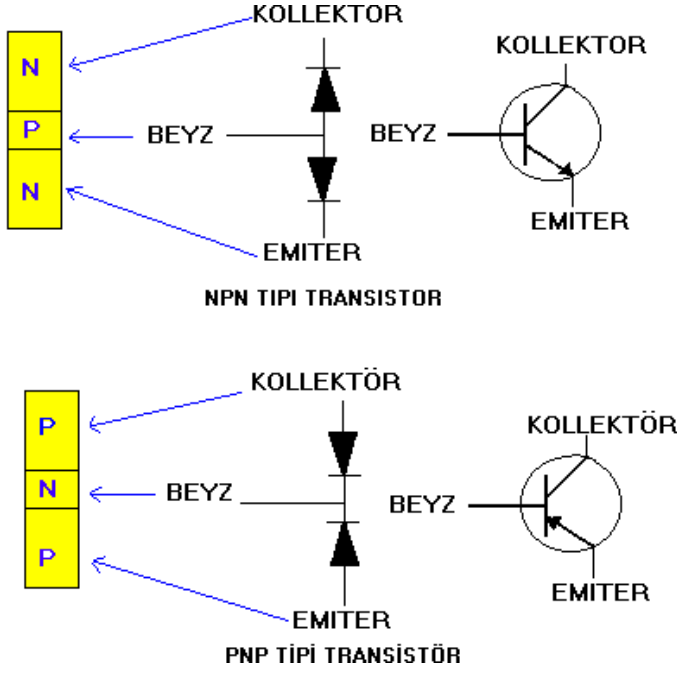 KOLLEKTÖR
KOLLEKTOR
N
P
BEYZ
BEYZ
N
EMITER
EMITER
NPN TIPI TRANSISTOR
KOLLEKTÖR
KOLLEKTÖR
P
N
BEYZ
BEYZ
P
EMITER
EMITER
PNP TİPİ TRANSİSTÖR